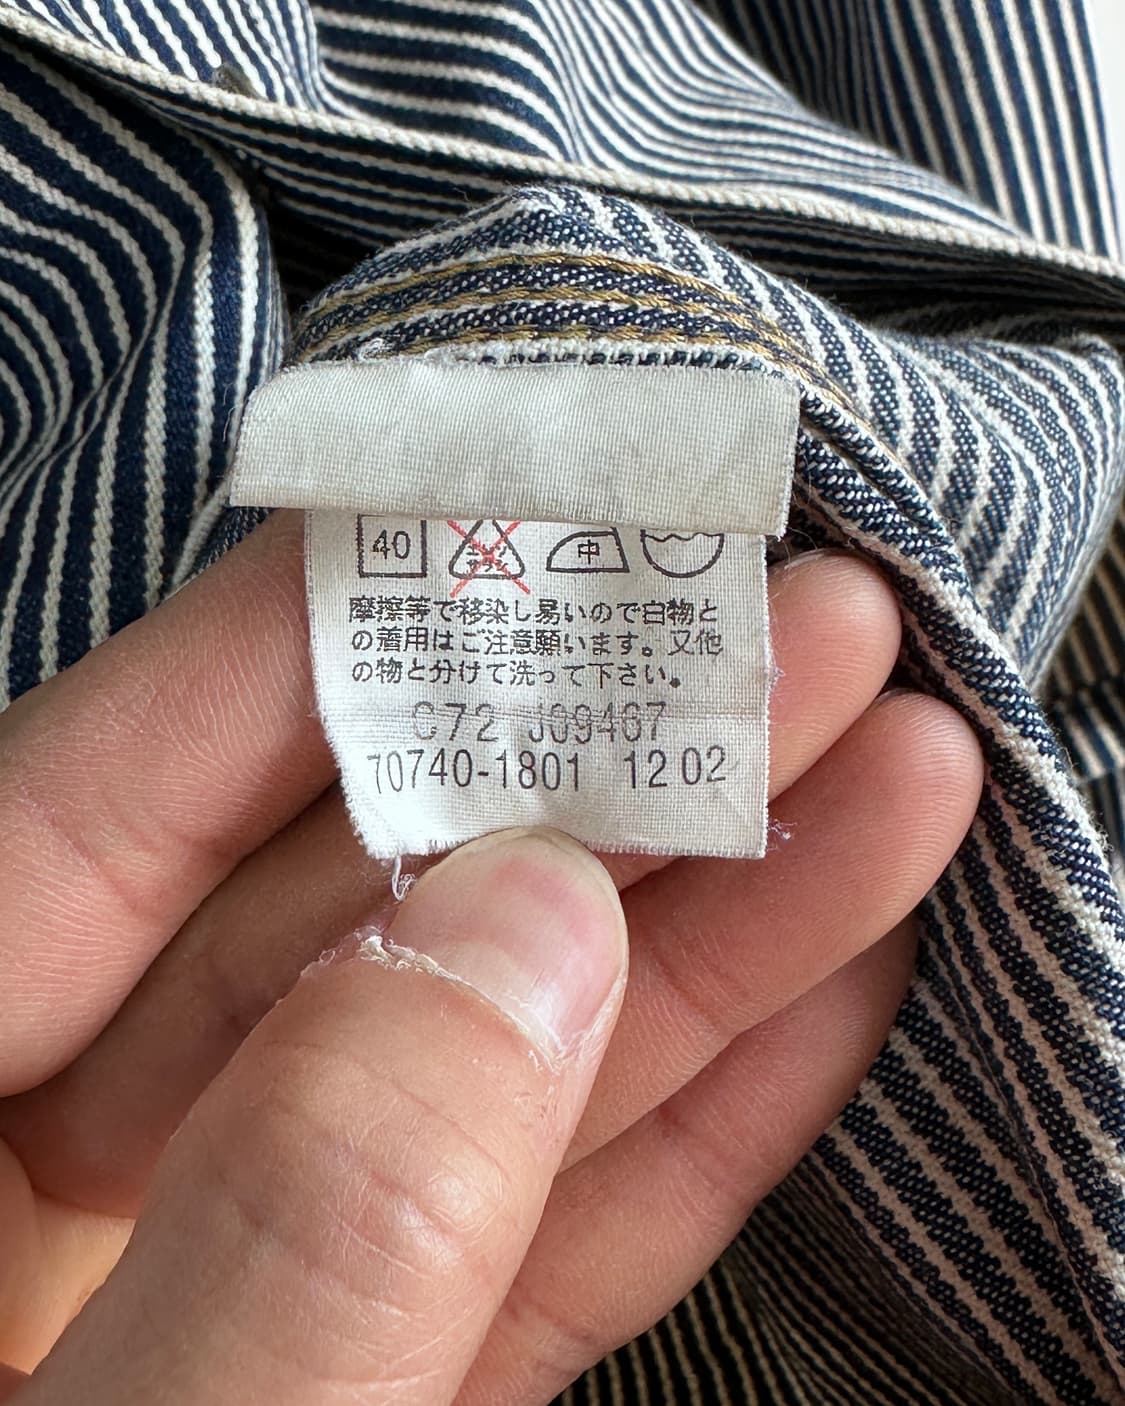 40 中
摩擦等で移染し易いので白物と
の着用はご注意願います。又他
の物と分けて洗って下さい。
C72 J09467
70740-1801 12 02